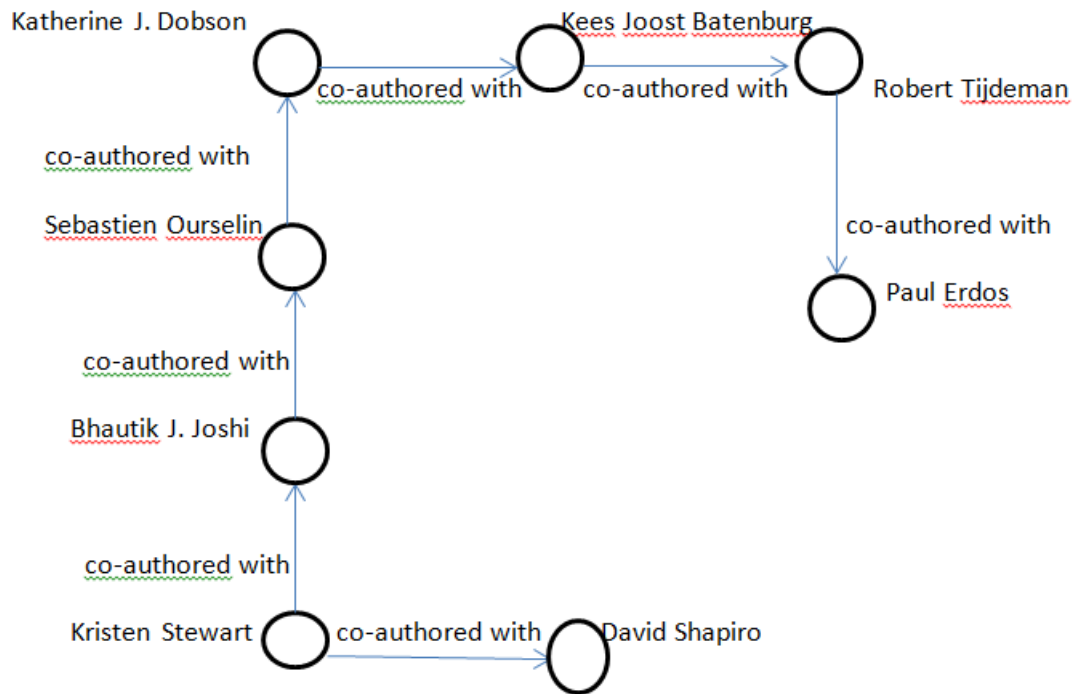 Katherine J. Dobson
Kees Joost Batenburg
co-authored with
co-authored with
Robert Tijdeman
co-authored with
Sebastien Ourselin
co-authored with
Paul Erdos
co-authored with
Bhautik J. Joshi
co-authored with
Kristen Stewart
co-authored with
David Shapiro